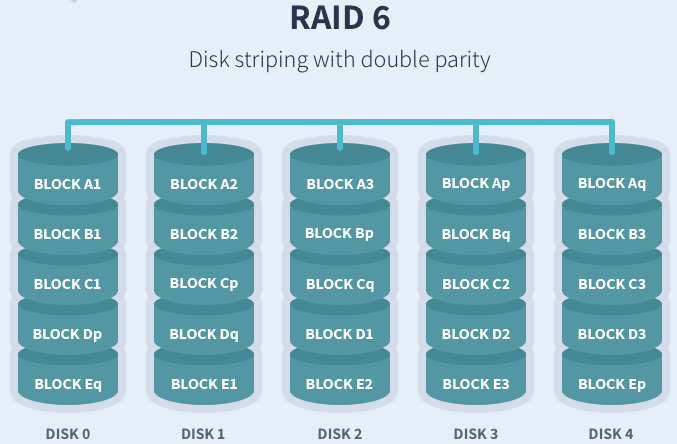 RAID 6
Disk striping with double parity
BLOCK A1 BLOCK A2 BLOCK A3 BLOCK Ap BLOCK Aq
BLOCK B1 BLOCK B2 BLOCK Bp BLOCK Bq BLOCK B3
BLOCK C1 BLOCK Cp BLOCK Cq BLOCK C2 BLOCK C3
BLOCK Dp BLOCK Dq BLOCK D1 BLOCK D2 BLOCK D3
BLOCK Eq BLOCK E1 BLOCK E2 BLOCK E3 BLOCK Ep
DISK 0 DISK 1 DISK 2 DISK 3 DISK 4